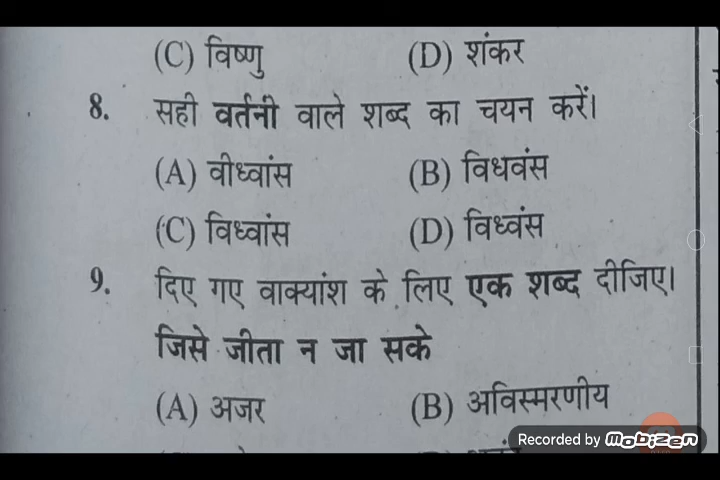 (C) विष्णु (D) शंकर
8. सही वर्तनी वाले शब्द का चयन करें।
(A) वीध्वांस (B) विधवंस
(C) विध्वांस (D) विध्वंस
9. दिए गए वाक्यांश के लिए एक शब्द दीजिए।
जिसे जीता न जा सके
(A) अजर (B) अविस्मरणीय
Recorded by Mobizen